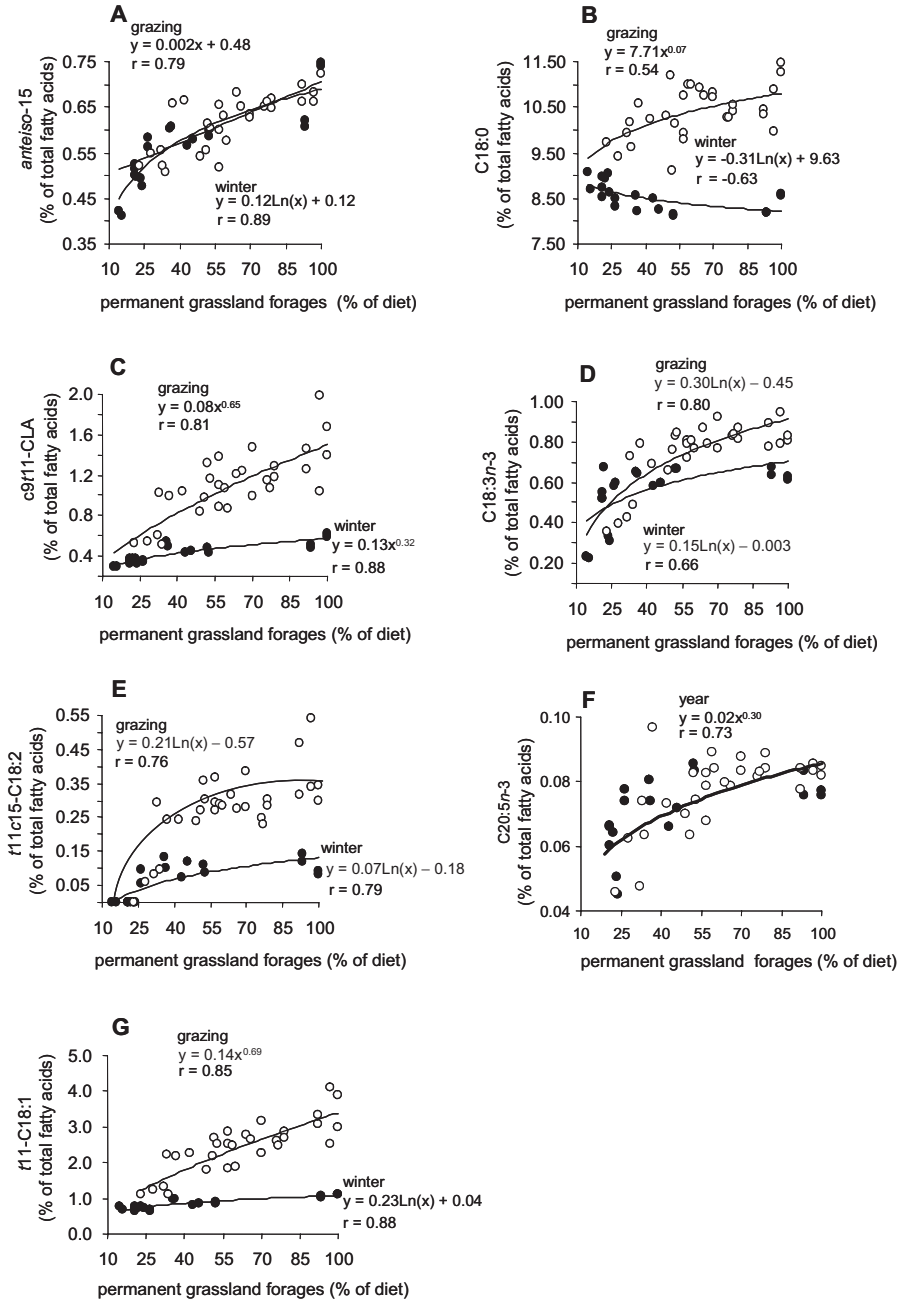 A
grazing
y = 0.002x + 0.48
r = 0.79
0.75
0.65
0.55
0.45
0.35
anteiso-15
(% of total fatty acids)
winter
y = 0.12Ln(x) + 0.12
r = 0.89
10 25 40 55 70 85 100
permanent grassland forages (% of diet)
B
grazing
y = 7.71x^0.07
r = 0.54
11.50
10.50
9.50
8.50
7.50
C18:0
(% of total fatty acids)
winter
y = -0.31Ln(x) + 9.63
r = -0.63
10 25 40 55 70 85 100
permanent grassland forages (% of diet)
C
grazing
y = 0.08x^0.65
r = 0.81
2.0
1.6
1.2
0.8
0.4
c9t11-CLA
(% of total fatty acids)
winter
y = 0.13x^0.32
r = 0.88
10 25 40 55 70 85 100
permanent grassland forages (% of diet)
D
grazing
y = 0.30Ln(x) – 0.45
r = 0.80
1.00
0.80
0.60
0.40
0.20
C18:3n-3
(% of total fatty acids)
winter
y = 0.15Ln(x) – 0.003
r = 0.66
10 25 40 55 70 85 100
permanent grassland forages (% of diet)
E
grazing
y = 0.21Ln(x) – 0.57
r = 0.76
0.55
0.45
0.35
0.25
0.15
0.05
t11c15-C18:2
(% of total fatty acids)
winter
y = 0.07Ln(x) – 0.18
r = 0.79
10 25 40 55 70 85 100
permanent grassland forages (% of diet)
F
year
y = 0.02x^0.30
r = 0.73
0.10
0.08
0.06
0.04
C20:5n-3
(% of total fatty acids)
10 25 40 55 70 85 100
permanent grassland forages (% of diet)
G
grazing
y = 0.14x^0.69
r = 0.85
5.0
4.0
3.0
2.0
1.0
0.0
t11-C18:1
(% of total fatty acids)
winter
y = 0.23Ln(x) + 0.04
r = 0.88
10 25 40 55 70 85 100
permanent grassland forages (% of diet)